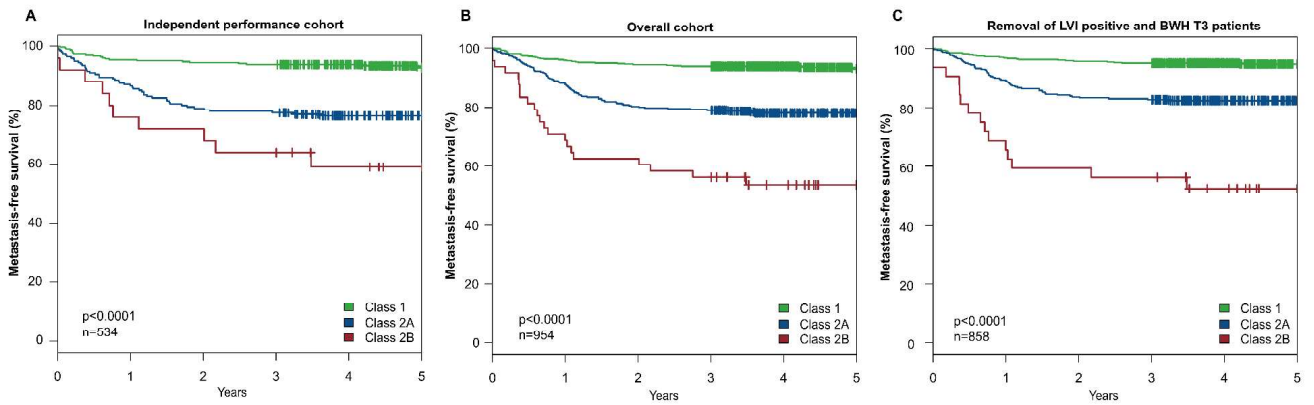 A
Independent performance cohort
Metastasis-free survival (%)
100
80
60
40
20
0
p<0.0001
n=534
Class 1
Class 2A
Class 2B
0 1 2 3 4 5
Years
B
Overall cohort
Metastasis-free survival (%)
100
80
60
40
20
0
p<0.0001
n=954
Class 1
Class 2A
Class 2B
0 1 2 3 4 5
Years
C
Removal of LVI positive and BWH T3 patients
Metastasis-free survival (%)
100
80
60
40
20
0
p<0.0001
n=858
Class 1
Class 2A
Class 2B
0 1 2 3 4 5
Years